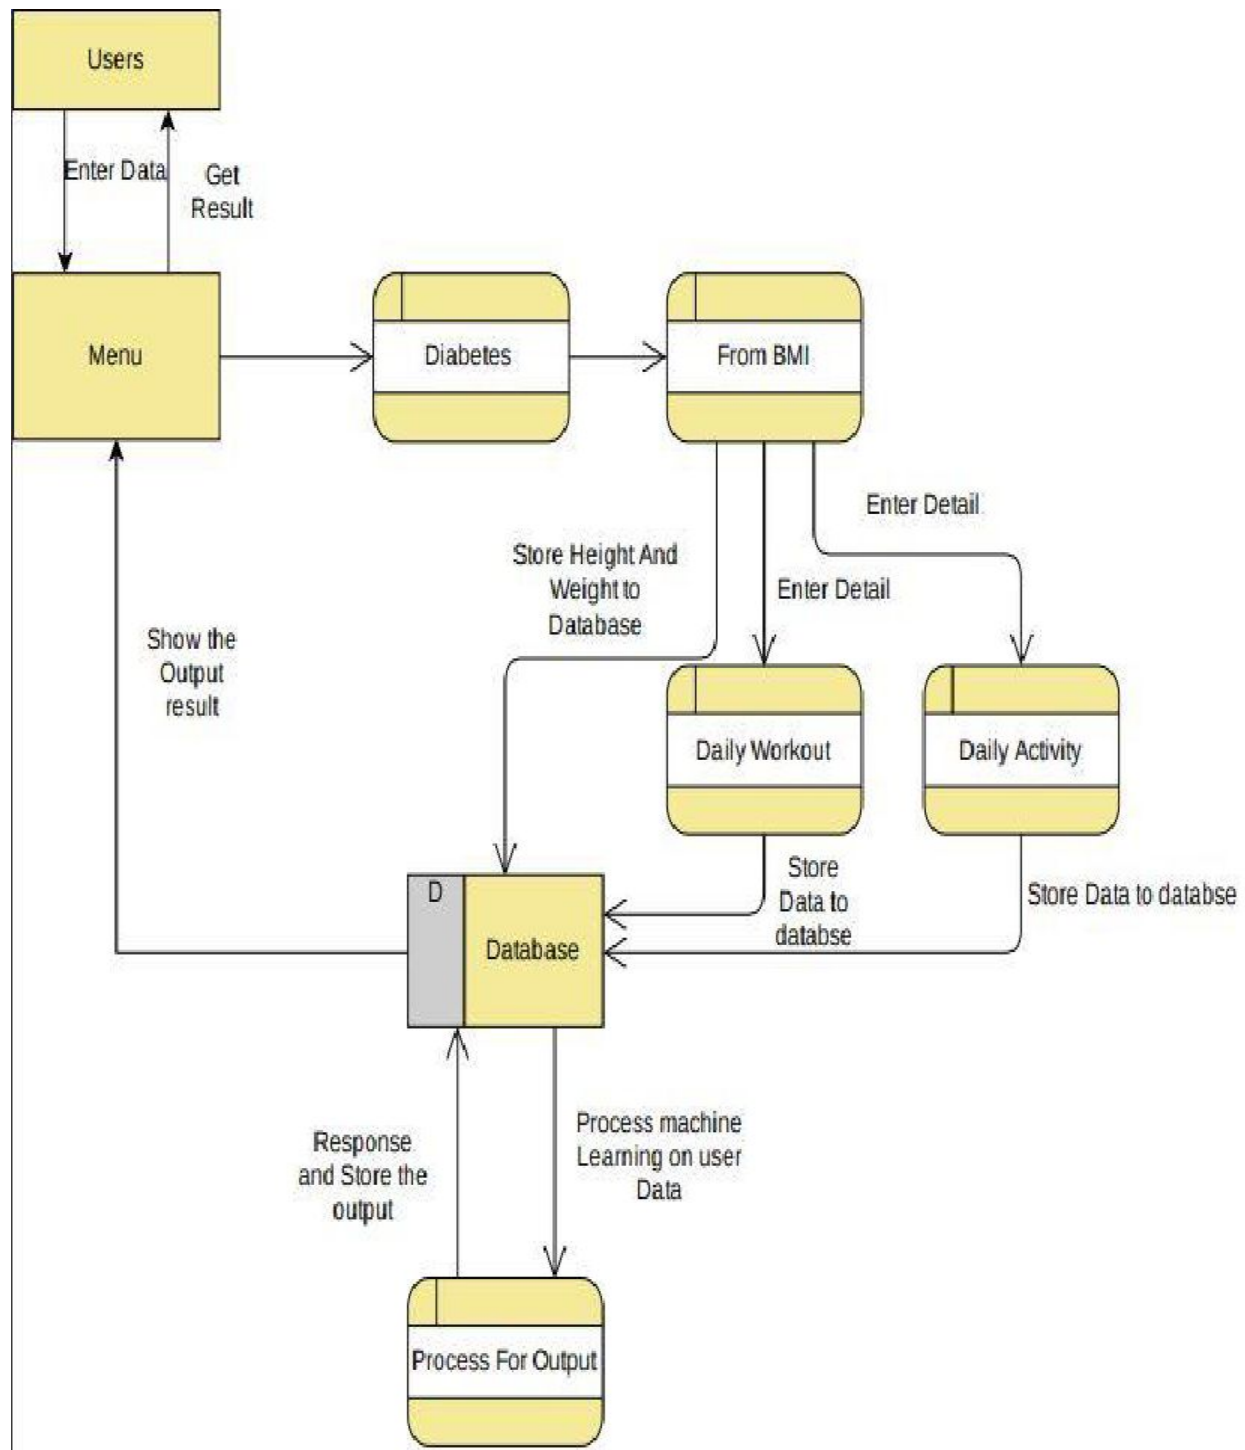 Users
Enter Data
Get
Result
Menu
Diabetes
From BMI
Enter Detail
Store Height And
Weight to
Database
Enter Detail
Show the
Output
result
Daily Workout
Daily Activity
Store
Data to
databse
Store Data to databse
D
Database
Response
and Store the
output
Process machine
Learning on user
Data
Process For Output